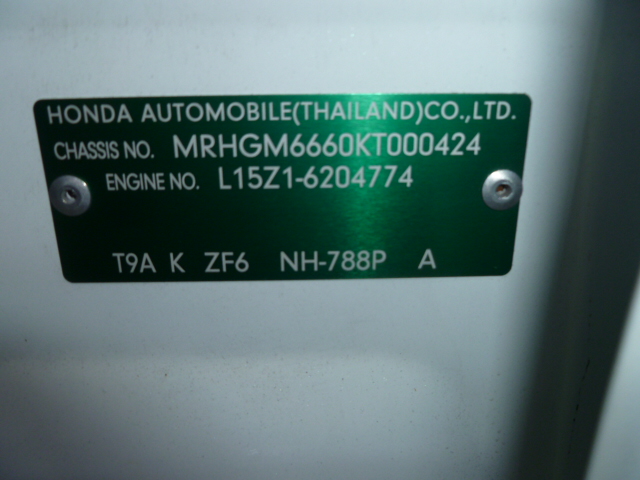 HONDA AUTOMOBILE(THAILAND)CO.,LTD.
CHASSIS NO. MRHGM6660KT000424
ENGINE NO. L15Z1-6204774
T9A K ZF6 NH-788P A